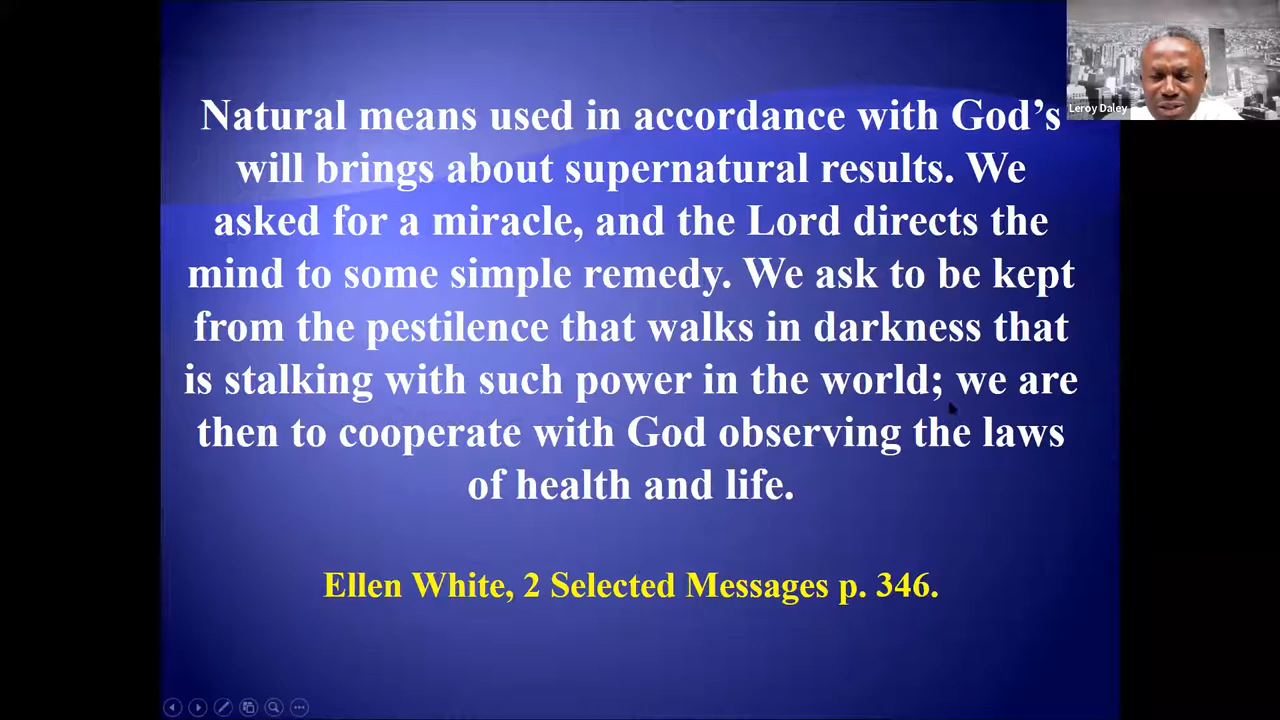 Natural means used in accordance with God’s
will brings about supernatural results. We
asked for a miracle, and the Lord directs the
mind to some simple remedy. We ask to be kept
from the pestilence that walks in darkness that
is stalking with such power in the world; we are
then to cooperate with God observing the laws
of health and life.
Ellen White, 2 Selected Messages p. 346.
Leroy Daley